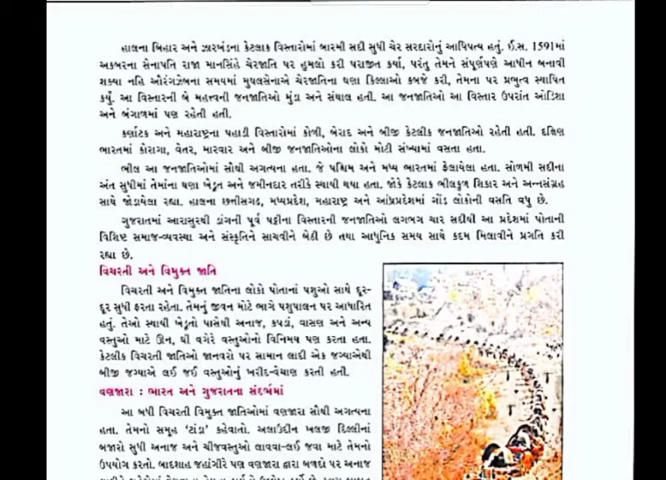 હાલના બિહાર અને ઝારખંડના કેટલાક વિસ્તારોમાં બારમી સદી સુધી ચેર સરદારોનું આધિપત્ય હતું. ઈ.સ. 1591માં
અકબરના સેનાપતિ રાજા માનસિંહે ચેરજાતિ પર હુમલો કરી પરાજીત કર્યાં, પરંતુ તેમને સંપૂર્ણપણે આધીન બનાવી
શક્યા નહિ ઔરંગઝેબના સમયમાં મુઘલસેનાએ ચેરજાતિના ઘણા કિલ્લાઓ કબજે કરી, તેમના પર પ્રભુત્વ સ્થાપિત
કર્યું. આ વિસ્તારની બે મહત્ત્વની જનજાતિઓ મુંડા અને સંથાલ હતી. આ જનજાતિઓ આ વિસ્તાર ઉપરાંત ઓડિશા
અને બંગાળમાં પણ રહેતી હતી.
કર્ણાટક અને મહારાષ્ટ્રના પહાડી વિસ્તારોમાં કોળી, બેરાદ અને બીજી કેટલીક જનજાતિઓ રહેતી હતી. દક્ષિણ
ભારતમાં કોરાગા, વેતર, મારવાર અને બીજી જનજાતિઓના લોકો મોટી સંખ્યામાં વસતા હતા.
ભીલ આ જનજાતિઓમાં સૌથી અગત્યના હતા. જે પશ્ચિમ અને મધ્ય ભારતમાં ફેલાયેલા હતા. સોળમી સદીના
અંત સુધીમાં તેમાંના ઘણા ખેડૂત અને જમીનદાર તરીકે સ્થાયી થયા હતા. જોકે કેટલાક ભીલકુળ શિકાર અને અન્નસંગ્રહ
સાથે જોડાયેલા રહ્યા. હાલના છત્તીસગઢ, મધ્યપ્રદેશ, મહારાષ્ટ્ર અને આંધ્રપ્રદેશમાં ગોંડ લોકોની વસતિ વધુ છે.
ગુજરાતમાં આરાસુરથી ડાંગની પૂર્વ પટ્ટીના વિસ્તારની જનજાતિઓ લગભગ ચાર સદીથી આ પ્રદેશમાં પોતાની
વિશિષ્ટ સમાજ-વ્યવસ્થા અને સંસ્કૃતિને સાચવીને બેઠી છે તથા આધુનિક સમય સાથે કદમ મિલાવીને પ્રગતિ કરી
રહ્યા છે.
વિચરતી અને વિમુક્ત જાતિ
વિચરતી અને વિમુક્ત જાતિના લોકો પોતાનાં પશુઓ સાથે દૂર-
દૂર સુધી ફરતા રહેતા. તેમનું જીવન મોટે ભાગે પશુપાલન પર આધારિત
હતું. તેઓ સ્થાયી ખેડૂતો પાસેથી અનાજ, કપડાં, વાસણ અને અન્ય
વસ્તુઓ માટે ઊન, ઘી વગેરે વસ્તુઓનો વિનિમય પણ કરતા હતા.
કેટલીક વિચરતી જાતિઓ જાનવરો પર સામાન લાદી એક જગ્યાએથી
બીજી જગ્યાએ લઈ જઈ વસ્તુઓનું ખરીદ-વેચાણ કરતી હતી.
વણજારા : ભારત અને ગુજરાતના સંદર્ભમાં
આ બધી વિચરતી વિમુક્ત જાતિઓમાં વણજારા સૌથી અગત્યના
હતા. તેમનો સમૂહ 'ટાંડા' કહેવાતો. અલાઉદ્દીન ખલજી દિલ્લીનાં
બજારો સુધી અનાજ અને ચીજવસ્તુઓ લાવવા-લઈ જવા માટે તેમનો
ઉપયોગ કરતો. બાદશાહ જહાંગીરે પણ વણજારા દ્વારા બળદો પર અનાજ